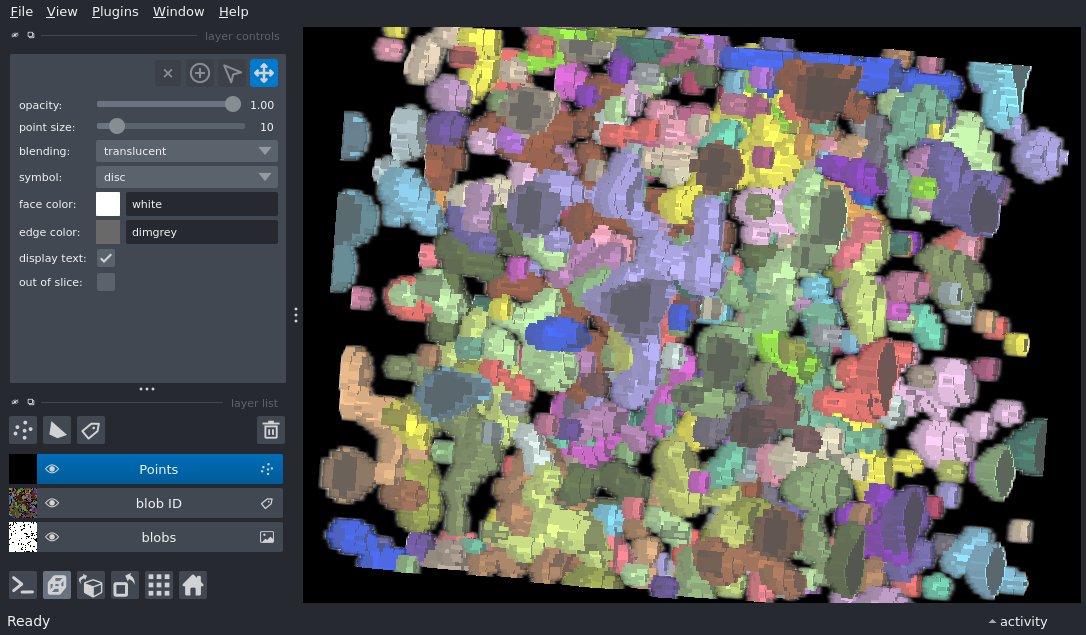 File View Plugins Window Help
layer controls
opacity: 1.00
point size: 10
blending: translucent
symbol: disc
face color: white
edge color: dimgrey
display text:
out of slice:
layer list
Points
blob ID
blobs
Ready
activity